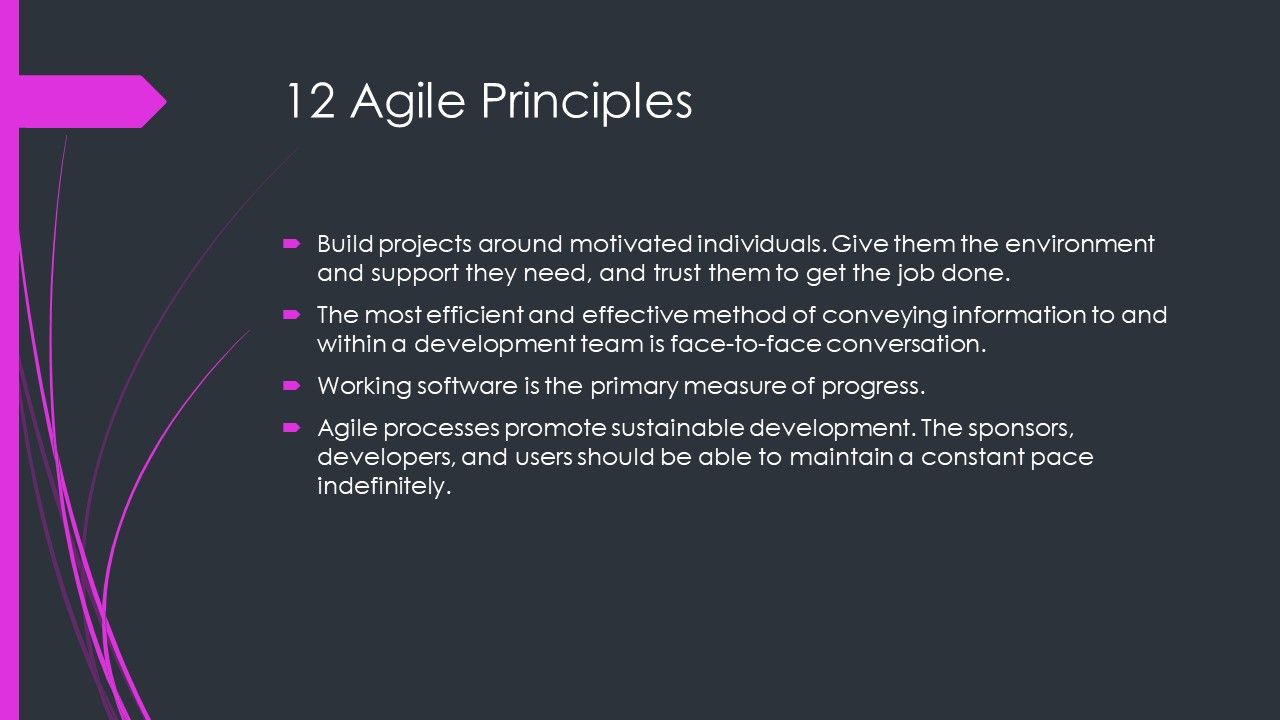 12 Agile Principles
Build projects around motivated individuals. Give them the environment
and support they need, and trust them to get the job done.
The most efficient and effective method of conveying information to and
within a development team is face-to-face conversation.
Working software is the primary measure of progress.
Agile processes promote sustainable development. The sponsors,
developers, and users should be able to maintain a constant pace
indefinitely.